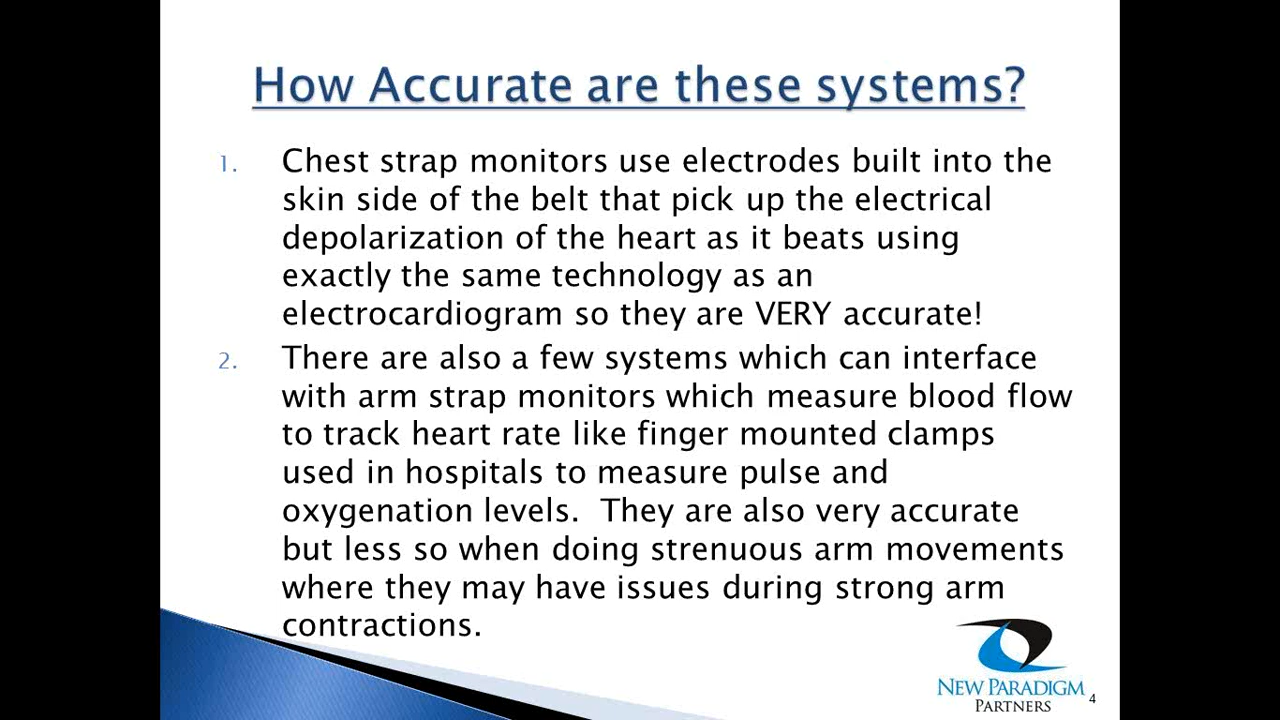 How Accurate are these systems?
1. Chest strap monitors use electrodes built into the
skin side of the belt that pick up the electrical
depolarization of the heart as it beats using
exactly the same technology as an
electrocardiogram so they are VERY accurate!
2. There are also a few systems which can interface
with arm strap monitors which measure blood flow
to track heart rate like finger mounted clamps
used in hospitals to measure pulse and
oxygenation levels.  They are also very accurate
but less so when doing strenuous arm movements
where they may have issues during strong arm
contractions.
NEW PARADIGM
PARTNERS
4